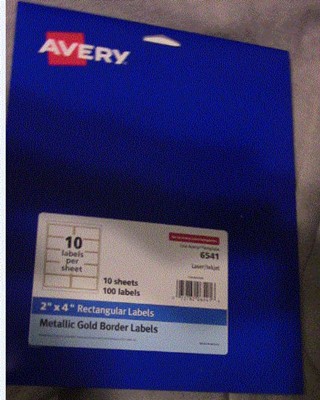 AVERY
10
labels
per
sheet
10 sheets
100 labels
6541
Laser/Inkjet
2" x 4" Rectangular Labels
Metallic Gold Border Labels